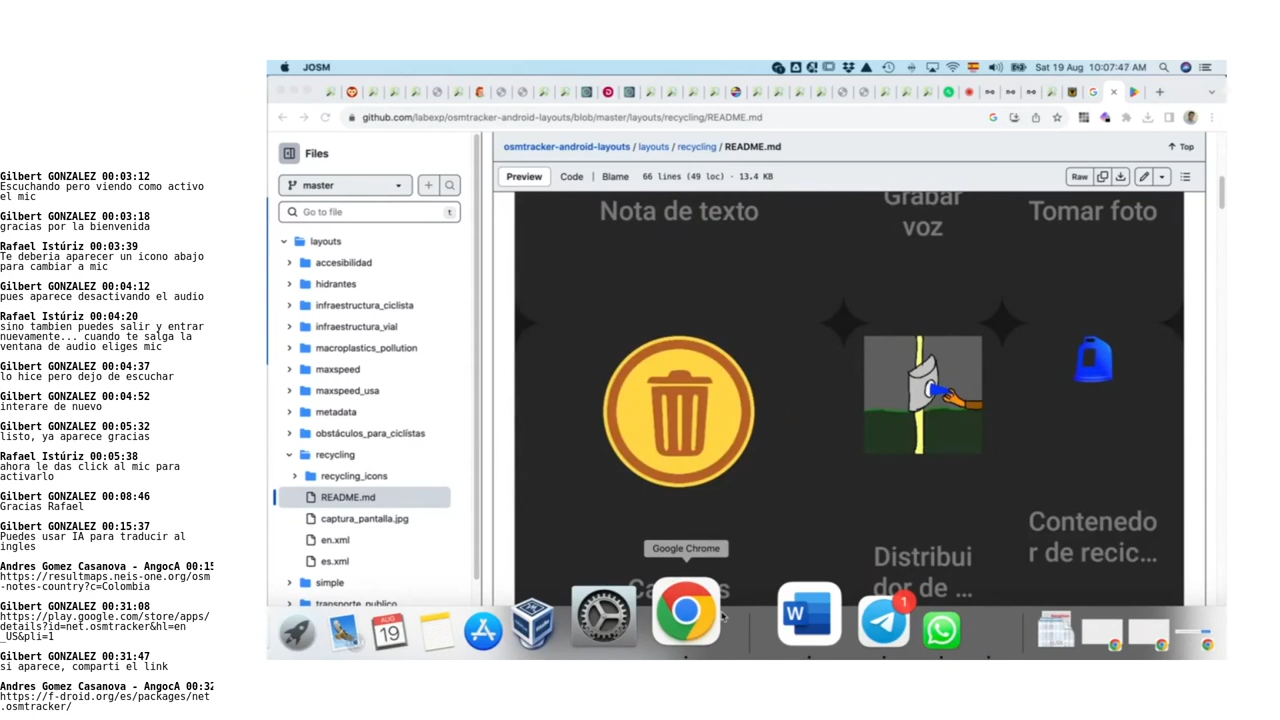 Gilbert GONZALEZ 00:03:12
Escuchando pero viendo como activo
el mic
Gilbert GONZALEZ 00:03:18
gracias por la bienvenida
Rafael Istúriz 00:03:39
Te deberia aparecer un icono abajo
para cambiar a mic
Gilbert GONZALEZ 00:04:12
pues aparece desactivando el audio
Rafael Istúriz 00:04:20
sino tambien puedes salir y entrar
nuevamente... cuando te salga la
ventana de audio eliges mic
Gilbert GONZALEZ 00:04:37
lo hice pero dejo de escuchar
Gilbert GONZALEZ 00:04:52
interare de nuevo
Gilbert GONZALEZ 00:05:32
listo, ya aparece gracias
Rafael Istúriz 00:05:38
ahora le das click al mic para
activarlo
Gilbert GONZALEZ 00:08:46
Gracias Rafael
Gilbert GONZALEZ 00:15:37
Puedes usar IA para traducir al
ingles
Andres Gomez Casanova - AngocA 00:15
https://resultmaps.neis-one.org/osm
-notes-country?c=Colombia
Gilbert GONZALEZ 00:31:08
https://play.google.com/store/apps/
details?id=net.osmtracker&hl=en
_US&pli=1
Gilbert GONZALEZ 00:31:47
si aparece, comparti el link
Andres Gomez Casanova - AngocA 00:32
https://f-droid.org/es/packages/net
.osmtracker/
JOSM
Sat 19 Aug 10:07:47 AM
github.com/labexp/osmtracker-android-layouts/blob/master/layouts/recycling/README.md
Files
master
Go to file
t
layouts
accesibilidad
hidrantes
infraestructura_ciclista
infraestructura_vial
macroplastics_pollution
maxspeed
maxspeed_usa
metadata
obstáculos_para_ciclistas
recycling
recycling_icons
README.md
captura_pantalla.jpg
en.xml
es.xml
simple
transporte_publico
osmtracker-android-layouts / layouts / recycling / README.md
Top
Preview Code Blame 66 lines (49 loc) · 13.4 KB
Raw
Nota de texto
Grabar
voz
Tomar foto
Distribui
dor de ...
Contenedo
r de recic...
Google Chrome
AUG
19
W
1